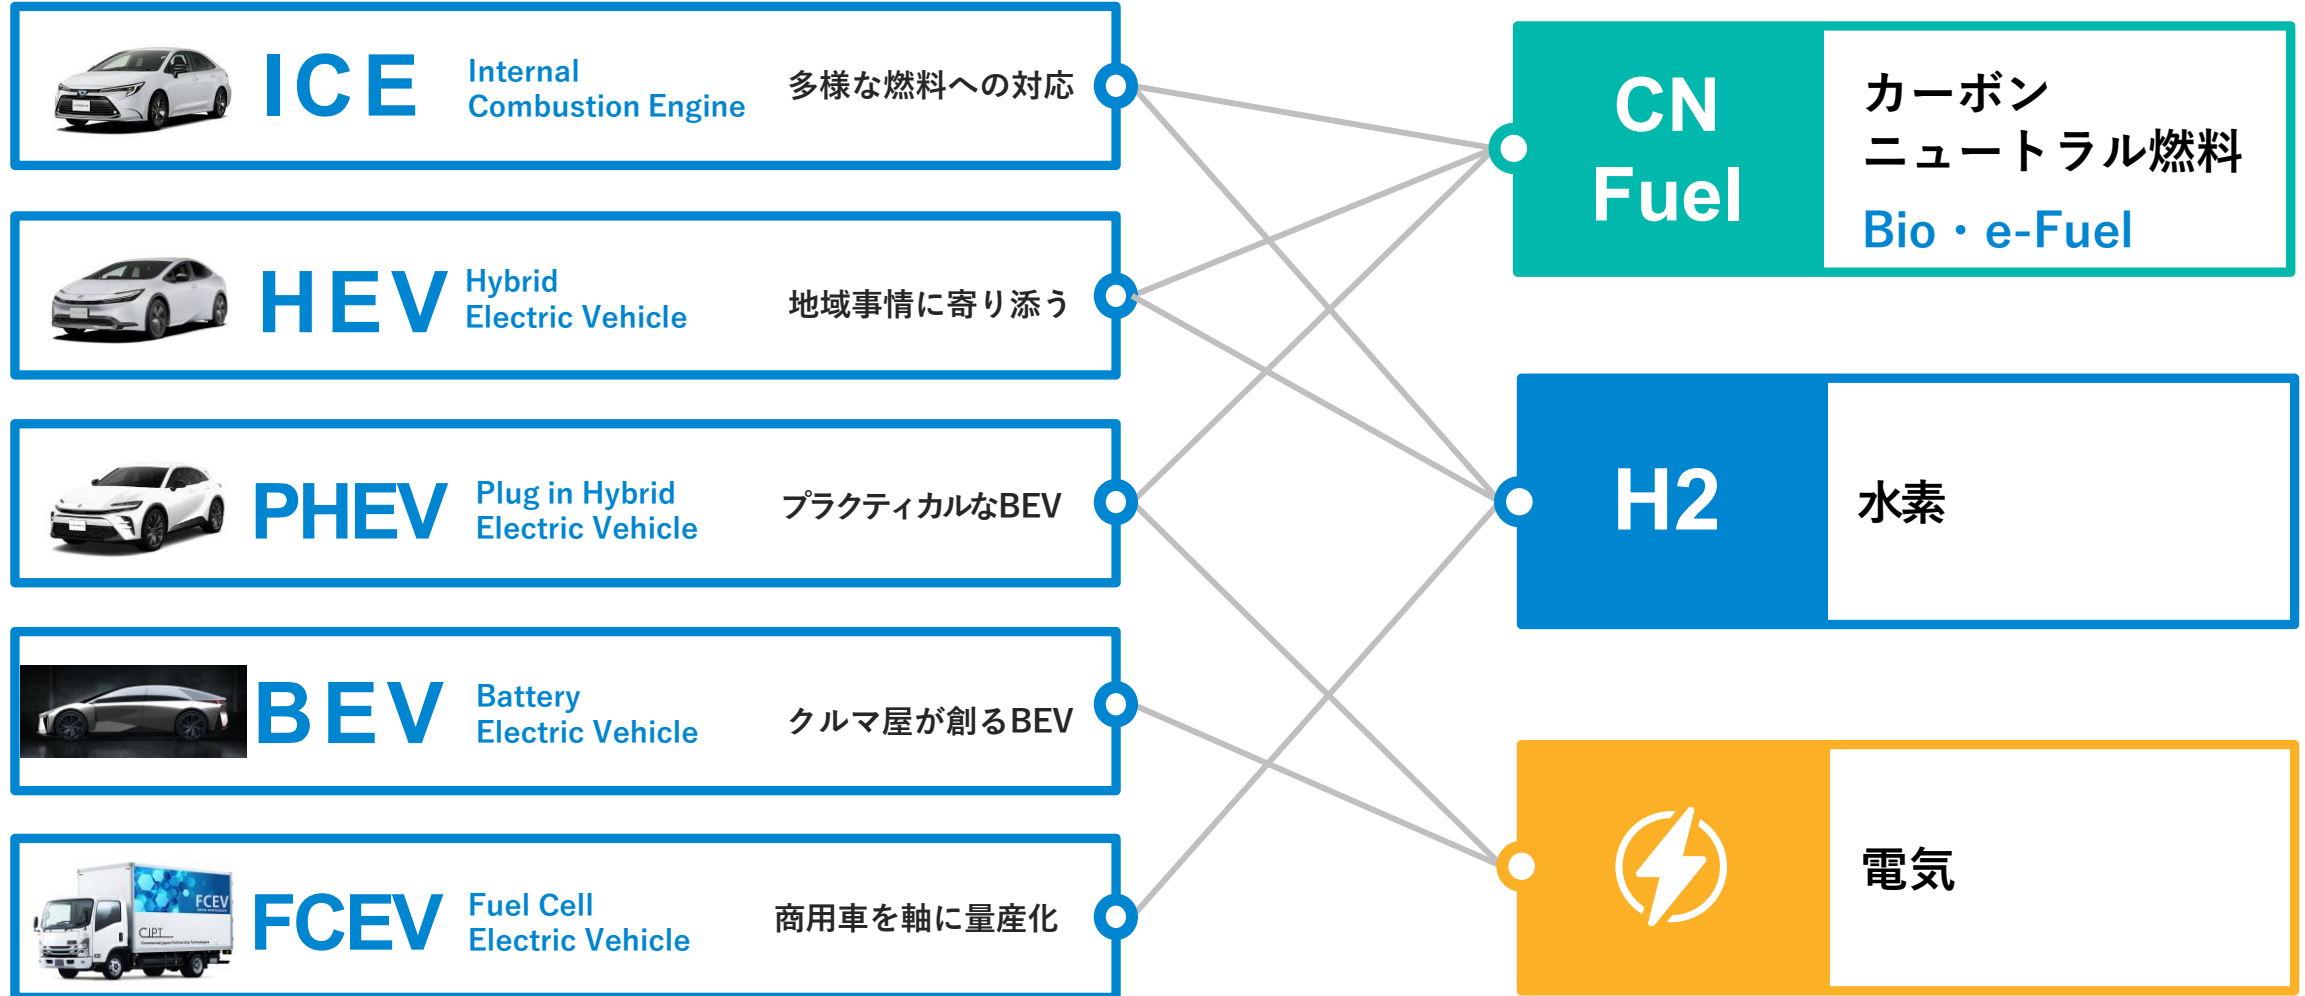 ICE
Internal
Combustion Engine
多様な燃料への対応
HEV
Hybrid
Electric Vehicle
地域事情に寄り添う
PHEV
Plug in Hybrid
Electric Vehicle
プラクティカルなBEV
BEV
Battery
Electric Vehicle
クルマ屋が創るBEV
FCEV
CJPT
Commercial Japan Partnership Technologies
FCEV
Fuel Cell
Electric Vehicle
商用車を軸に量産化
CN
Fuel
カーボン
ニュートラル燃料
Bio・e-Fuel
H2
水素
電気